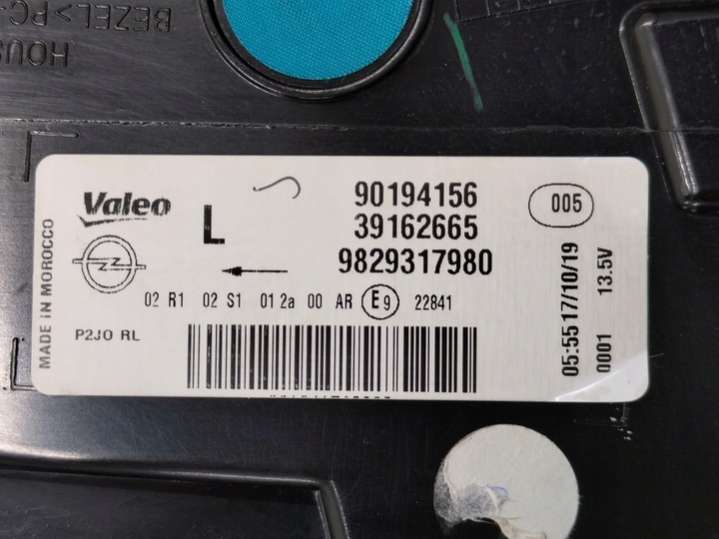 BEZEL >PC-
HOUS
Valeo
L
90194156
39162665
9829317980
005
MADE IN MOROCCO
02 R1 02 S1 01 2a 00 AR E9 22841
P2JO RL
05:55 17/10/19
0001 13.5V